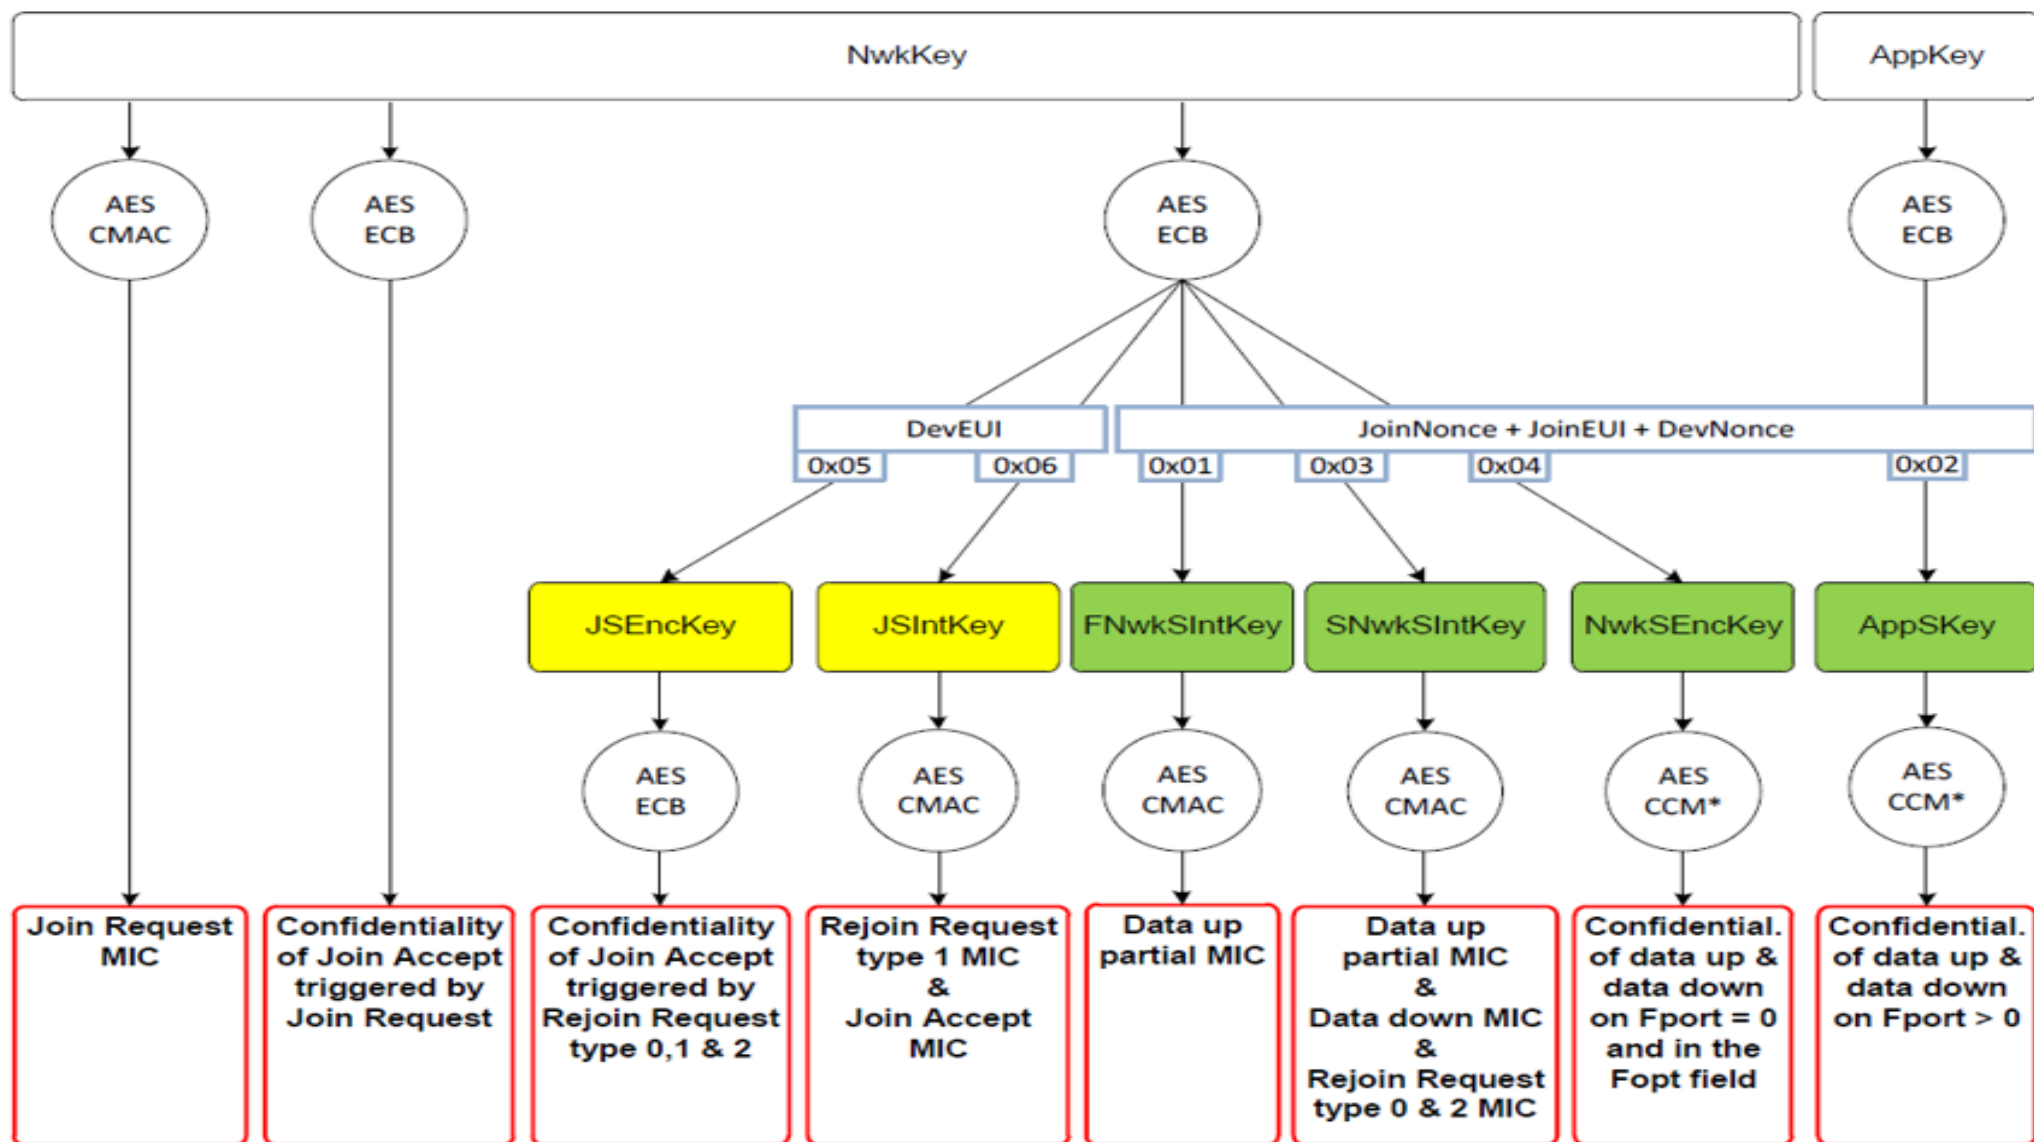 NwkKey
AppKey
AES
CMAC
AES
ECB
AES
ECB
AES
ECB
DevEUI
JoinNonce + JoinEUI + DevNonce
0x05
0x06
0x01
0x03
0x04
0x02
JSEncKey
JSIntKey
FNwkSIntKey
SNwkSIntKey
NwkSEncKey
AppSKey
AES
ECB
AES
CMAC
AES
CMAC
AES
CMAC
AES
CCM*
AES
CCM*
Join Request
MIC
Confidentiality
of Join Accept
triggered by
Join Request
Confidentiality
of Join Accept
triggered by
Rejoin Request
type 0,1 & 2
Rejoin Request
type 1 MIC
&
Join Accept
MIC
Data up
partial MIC
Data up
partial MIC
&
Data down MIC
&
Rejoin Request
type 0 & 2 MIC
Confidential.
of data up &
data down
on Fport = 0
and in the
Fopt field
Confidential.
of data up &
data down
on Fport > 0